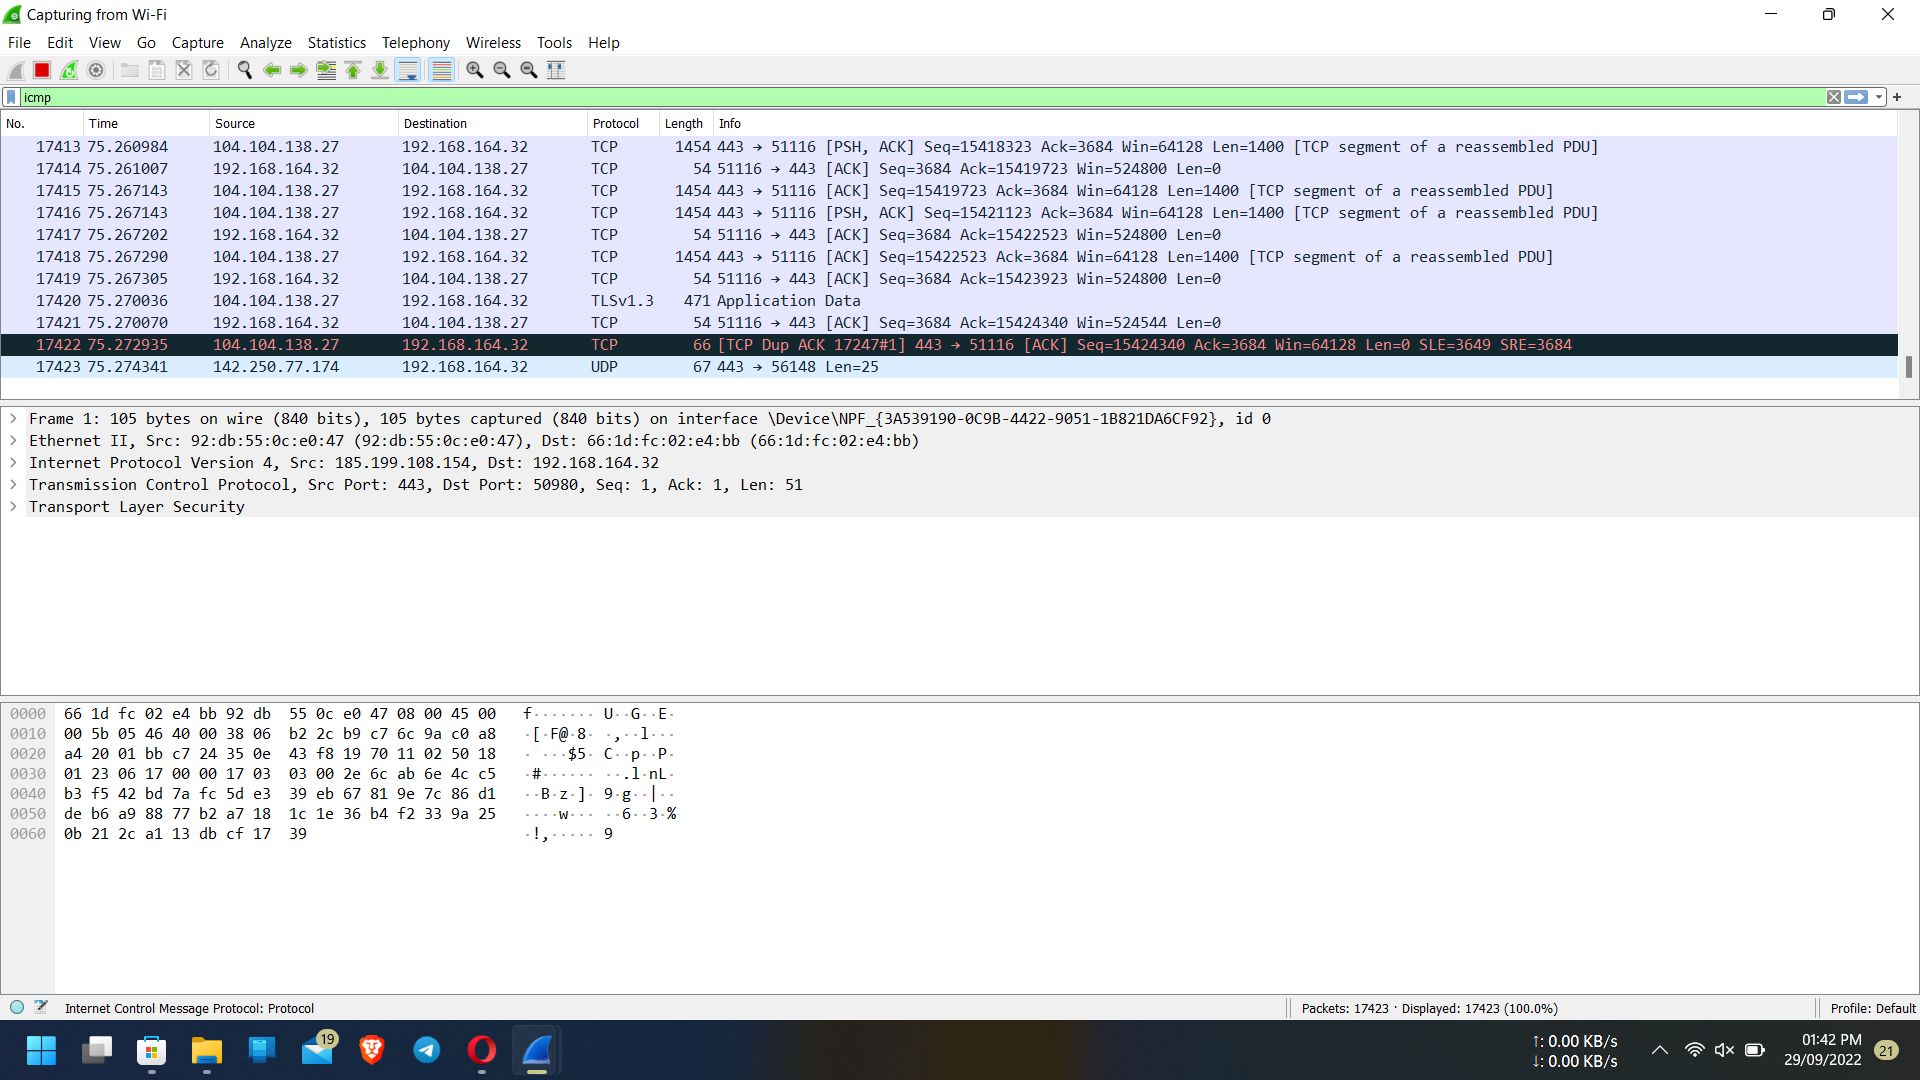 Capturing from Wi-Fi
File Edit View Go Capture Analyze Statistics Telephony Wireless Tools Help
icmp
No. Time Source Destination Protocol Length Info
17413 75.260984 104.104.138.27 192.168.164.32 TCP 1454 443 → 51116 [PSH, ACK] Seq=15418323 Ack=3684 Win=64128 Len=1400 [TCP segment of a reassembled PDU]
17414 75.261007 192.168.164.32 104.104.138.27 TCP 54 51116 → 443 [ACK] Seq=3684 Ack=15419723 Win=524800 Len=0
17415 75.267143 104.104.138.27 192.168.164.32 TCP 1454 443 → 51116 [ACK] Seq=15419723 Ack=3684 Win=64128 Len=1400 [TCP segment of a reassembled PDU]
17416 75.267143 104.104.138.27 192.168.164.32 TCP 1454 443 → 51116 [PSH, ACK] Seq=15421123 Ack=3684 Win=64128 Len=1400 [TCP segment of a reassembled PDU]
17417 75.267202 192.168.164.32 104.104.138.27 TCP 54 51116 → 443 [ACK] Seq=3684 Ack=15422523 Win=524800 Len=0
17418 75.267290 104.104.138.27 192.168.164.32 TCP 1454 443 → 51116 [ACK] Seq=15422523 Ack=3684 Win=64128 Len=1400 [TCP segment of a reassembled PDU]
17419 75.267305 192.168.164.32 104.104.138.27 TCP 54 51116 → 443 [ACK] Seq=3684 Ack=15423923 Win=524800 Len=0
17420 75.270036 104.104.138.27 192.168.164.32 TLSv1.3 471 Application Data
17421 75.270070 192.168.164.32 104.104.138.27 TCP 54 51116 → 443 [ACK] Seq=3684 Ack=15424340 Win=524544 Len=0
17422 75.272935 104.104.138.27 192.168.164.32 TCP 66 [TCP Dup ACK 17247#1] 443 → 51116 [ACK] Seq=15424340 Ack=3684 Win=64128 Len=0 SLE=3649 SRE=3684
17423 75.274341 142.250.77.174 192.168.164.32 UDP 67 443 → 56148 Len=25
Frame 1: 105 bytes on wire (840 bits), 105 bytes captured (840 bits) on interface \Device\NPF_{3A539190-0C9B-4422-9051-1B821DA6CF92}, id 0
Ethernet II, Src: 92:db:55:0c:e0:47 (92:db:55:0c:e0:47), Dst: 66:1d:fc:02:e4:bb (66:1d:fc:02:e4:bb)
Internet Protocol Version 4, Src: 185.199.108.154, Dst: 192.168.164.32
Transmission Control Protocol, Src Port: 443, Dst Port: 50980, Seq: 1, Ack: 1, Len: 51
Transport Layer Security
0000 66 1d fc 02 e4 bb 92 db 55 0c e0 47 08 00 45 00 f······· U··G··E·
0010 00 5b 05 46 40 00 38 06 b2 2c b9 c7 6c 9a c0 a8 ·[·F@·8· ·,··l···
0020 a4 20 01 bb c7 24 35 0e 43 f8 19 70 11 02 50 18 · ···$5· C··p··P·
0030 01 23 06 17 00 00 17 03 03 00 2e 6c ab 6e 4c c5 ·#······ ··.l·nL·
0040 b3 f5 42 bd 7a fc 5d e3 39 eb 67 81 9e 7c 86 d1 ··B·z·]· 9·g··|··
0050 de b6 a9 88 77 b2 a7 18 1c 1e 36 b4 f2 33 9a 25 ····w··· ··6··3·%
0060 0b 21 2c a1 13 db cf 17 39 ·!,····· 9
Internet Control Message Protocol: Protocol
Packets: 17423 · Displayed: 17423 (100.0%)
Profile: Default
19
↑: 0.00 KB/s
↓: 0.00 KB/s
01:42 PM
29/09/2022
21